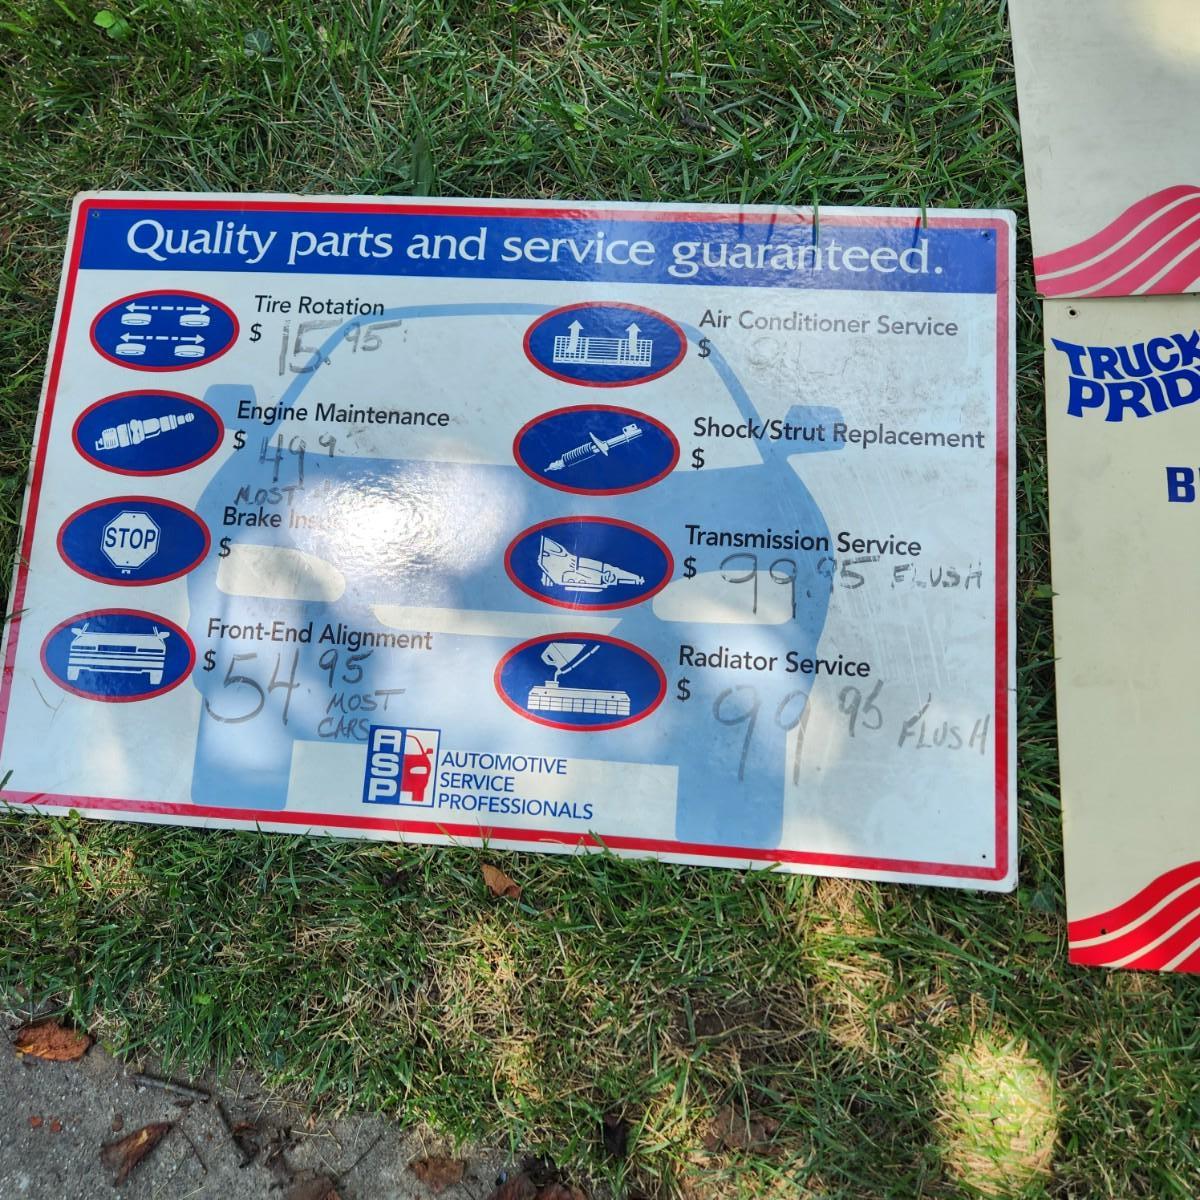 Quality parts and service guaranteed.
Tire Rotation
$ 15.95
Engine Maintenance
$ 49.9
MOST
Brake
$
STOP
Front-End Alignment
$ 54.95
MOST
CARS
Air Conditioner Service
$
Shock/Strut Replacement
$
Transmission Service
$ 99.95 FLUSH
Radiator Service
$ 99.95 FLUSH
ASP
AUTOMOTIVE
SERVICE
PROFESSIONALS
TRUCK
PRID
B